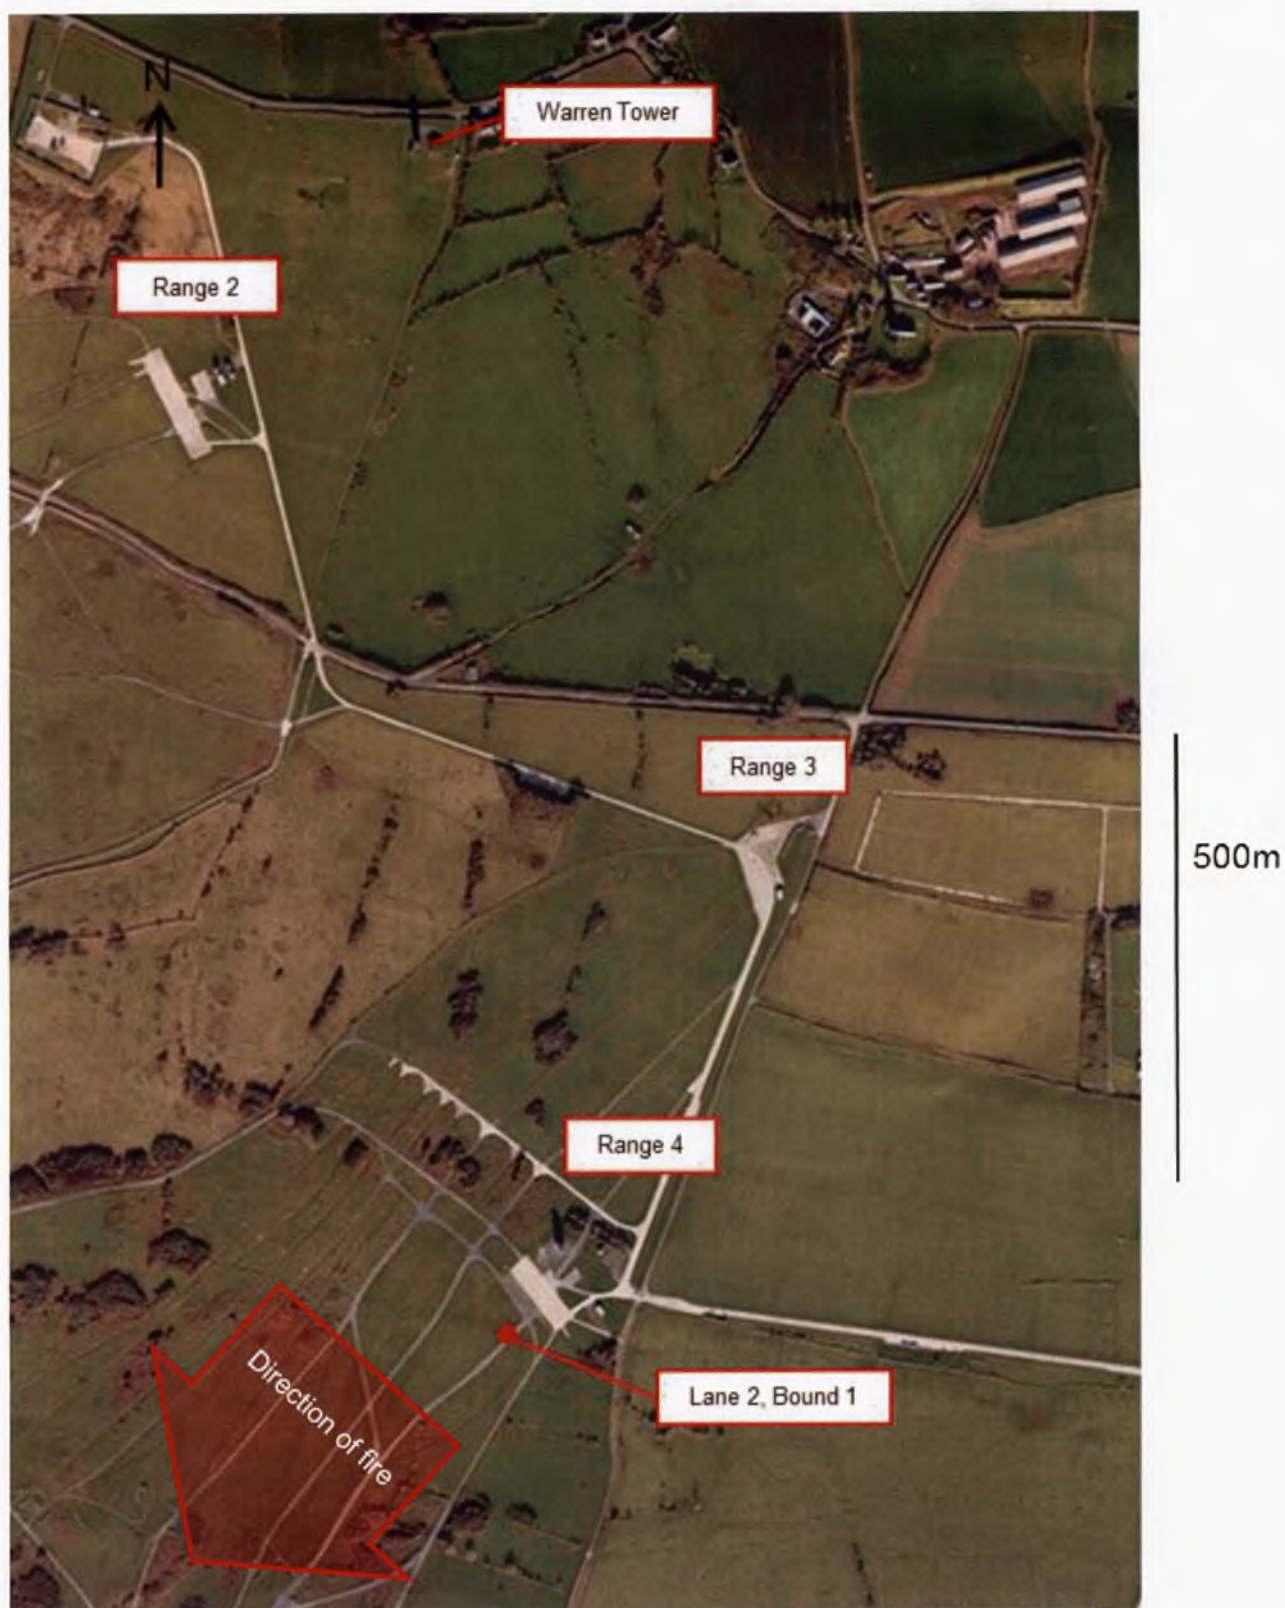 N
Warren Tower
Range 2
Range 3
500m
Range 4
Lane 2, Bound 1
Direction of fire